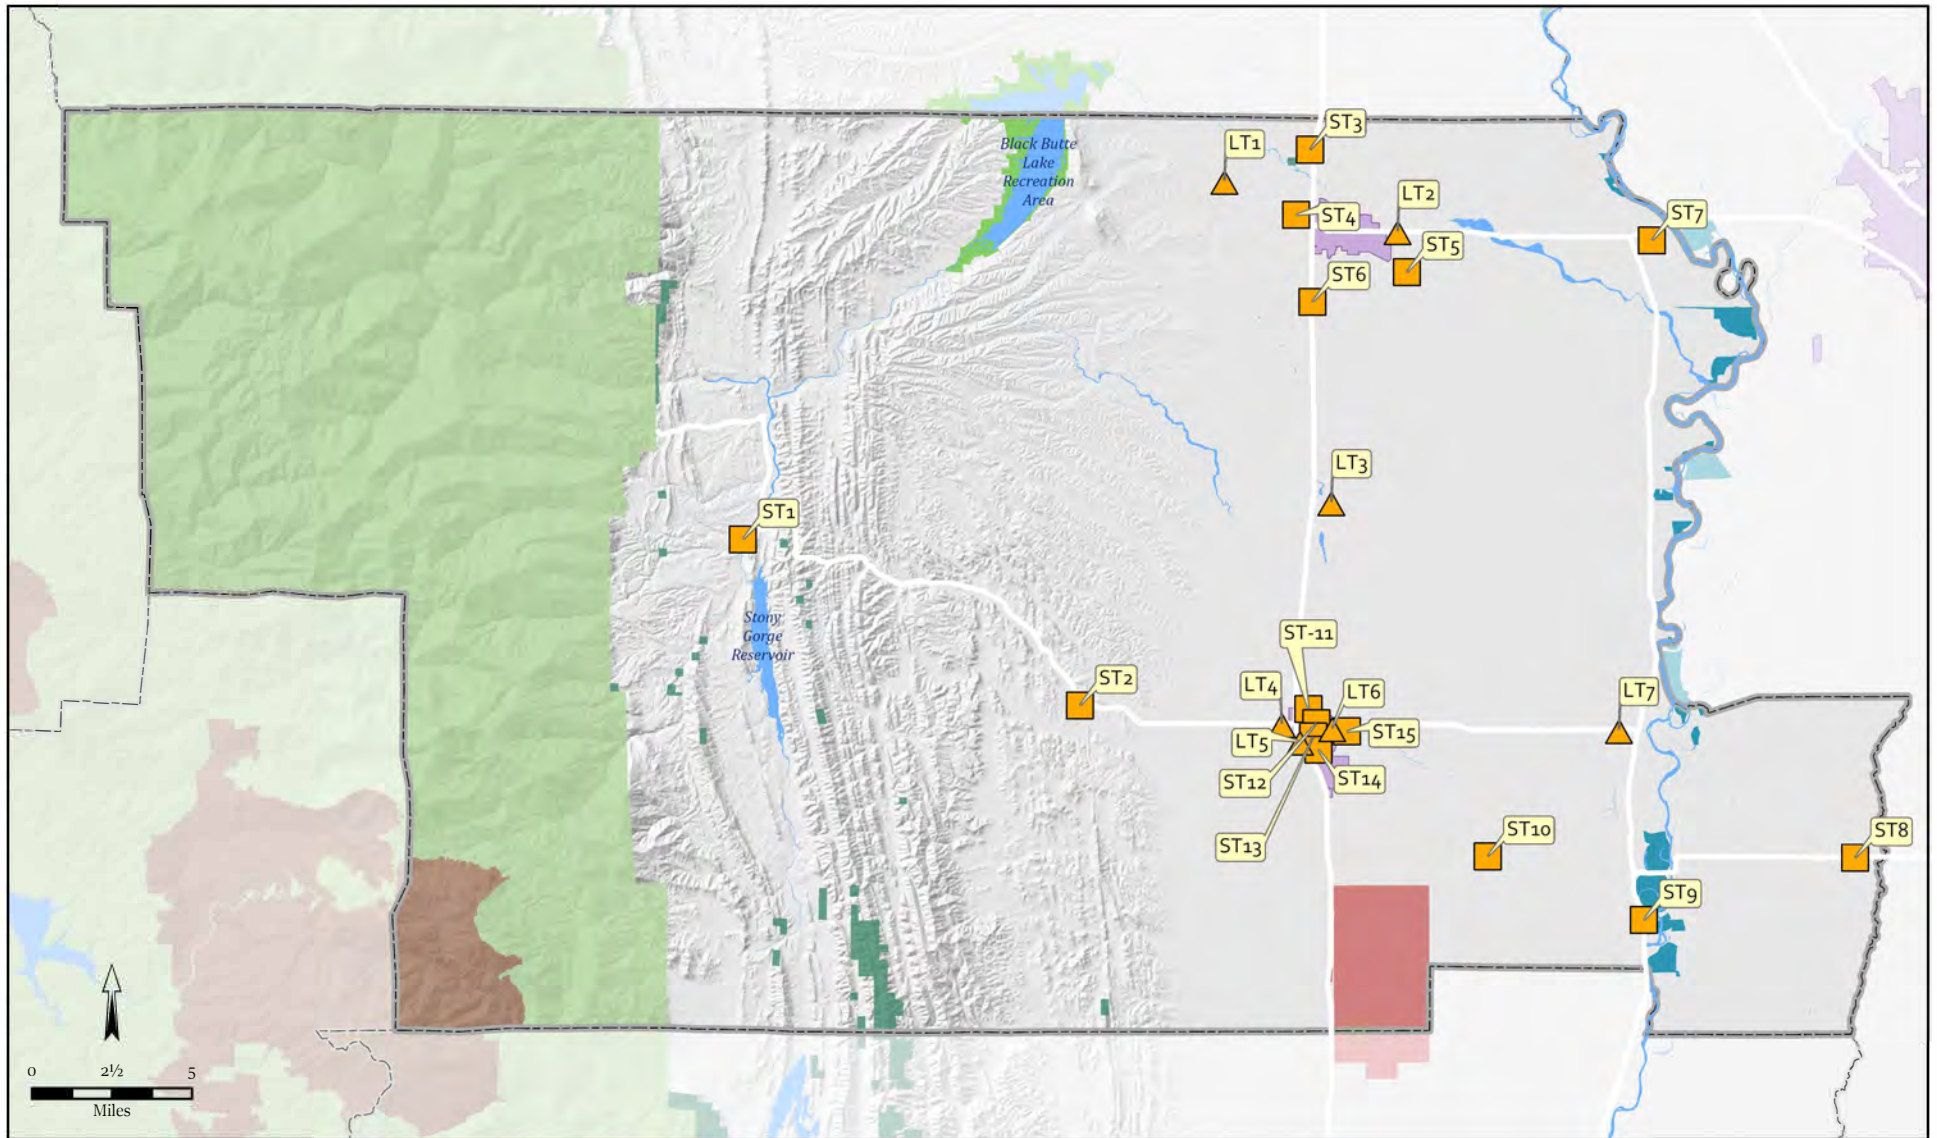 ST3
LT1
Black Butte
Lake
Recreation
Area
LT2
ST4
ST7
ST5
ST6
LT3
ST1
Stony
Gorge
Reservoir
ST-11
ST2
LT4
LT6
LT7
LT5
ST15
ST12
ST14
ST13
ST10
ST8
ST9
0 2½ 5
Miles